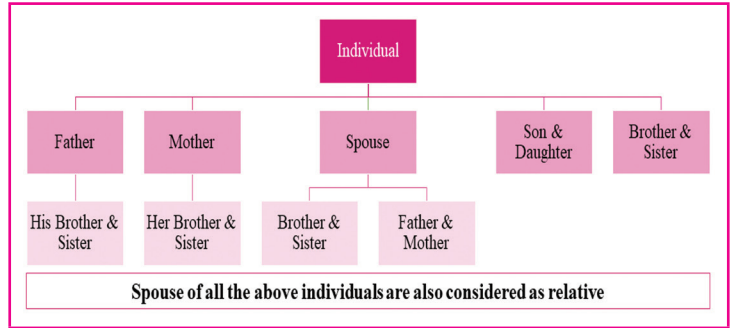 Individual
Father
Mother
Spouse
Son &
Daughter
Brother &
Sister
His Brother &
Sister
Her Brother &
Sister
Brother &
Sister
Father &
Mother
Spouse of all the above individuals are also considered as relative